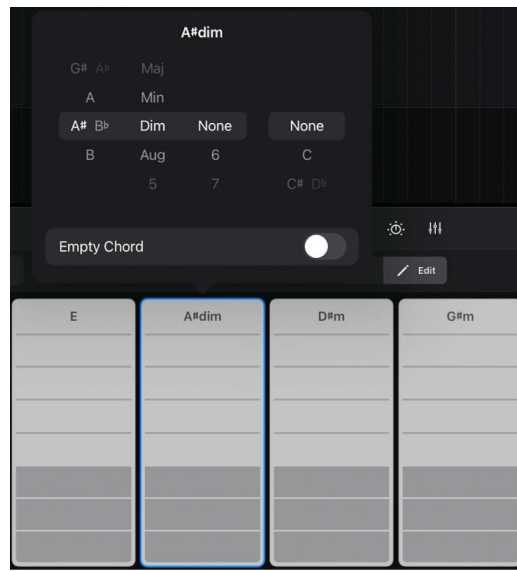 A#dim
G# A♭ Maj
A Min
A# B♭ Dim None None
B Aug 6 C
5 7 C# D♭
Empty Chord
Edit
E A#dim D#m G#m